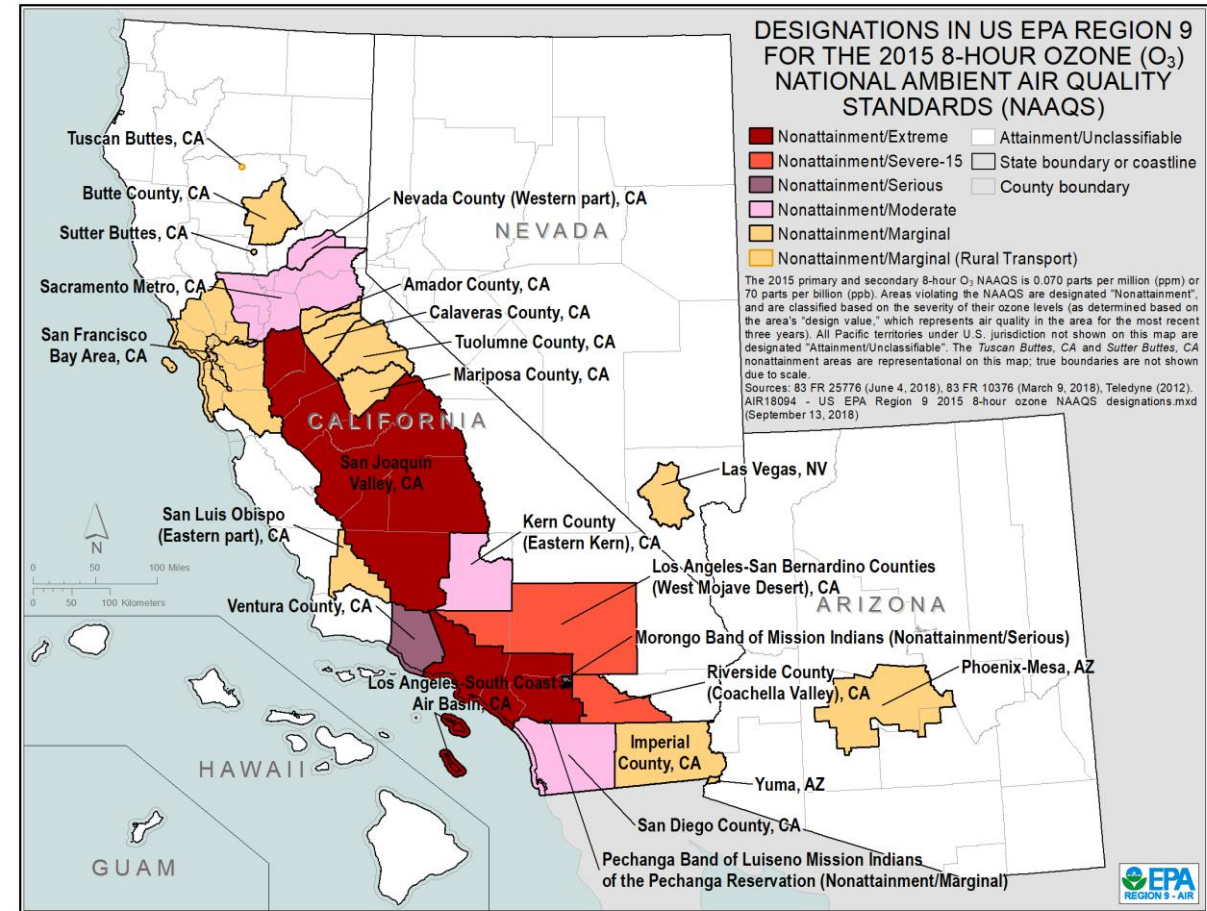 DESIGNATIONS IN US EPA REGION 9
FOR THE 2015 8-HOUR OZONE (O₃)
NATIONAL AMBIENT AIR QUALITY
STANDARDS (NAAQS)
Nonattainment/Extreme
Nonattainment/Severe-15
Nonattainment/Serious
Nonattainment/Moderate
Nonattainment/Marginal
Nonattainment/Marginal (Rural Transport)
Attainment/Unclassifiable
State boundary or coastline
County boundary
The 2015 primary and secondary 8-hour O₃ NAAQS is 0.070 parts per million (ppm) or
70 parts per billion (ppb). Areas violating the NAAQS are designated "Nonattainment",
and are classified based on the severity of their ozone levels (as determined based on
the area's "design value," which represents air quality in the area for the most recent
three years). All Pacific territories under U.S. jurisdiction not shown on this map are
designated "Attainment/Unclassifiable". The Tuscan Buttes, CA and Sutter Buttes, CA
nonattainment areas are representational on this map; true boundaries are not shown
due to scale.
Sources: 83 FR 25776 (June 4, 2018), 83 FR 10376 (March 9, 2018), Teledyne (2012).
AIR18094 - US EPA Region 9 2015 8-hour ozone NAAQS designations.mxd
(September 13, 2018)
Tuscan Buttes, CA
Butte County, CA
Sutter Buttes, CA
Nevada County (Western part), CA
NEVADA
Sacramento Metro, CA
Amador County, CA
Calaveras County, CA
San Francisco
Bay Area, CA
Tuolumne County, CA
Mariposa County, CA
CALIFORNIA
San Joaquin
Valley, CA
Las Vegas, NV
San Luis Obispo
(Eastern part), CA
Kern County
(Eastern Kern), CA
N
0 50 100 Miles
0 50 100 Kilometers
Los Angeles-San Bernardino Counties
(West Mojave Desert), CA
Ventura County, CA
ARIZONA
Morongo Band of Mission Indians (Nonattainment/Serious)
Phoenix-Mesa, AZ
Riverside County
(Coachella Valley), CA
Los Angeles-South Coast
Air Basin, CA
Imperial
County, CA
HAWAII
Yuma, AZ
San Diego County, CA
GUAM
Pechanga Band of Luiseno Mission Indians
of the Pechanga Reservation (Nonattainment/Marginal)
EPA
REGION 9 - AIR